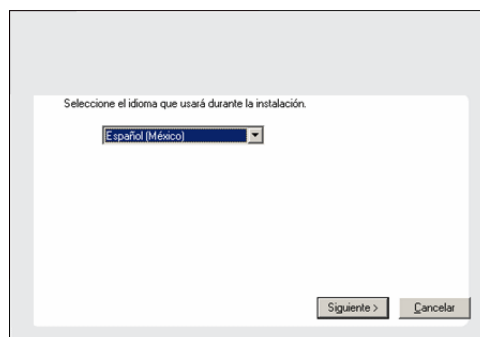 Seleccione el idioma que usará durante la instalación.
Español (México)
Siguiente >
Cancelar